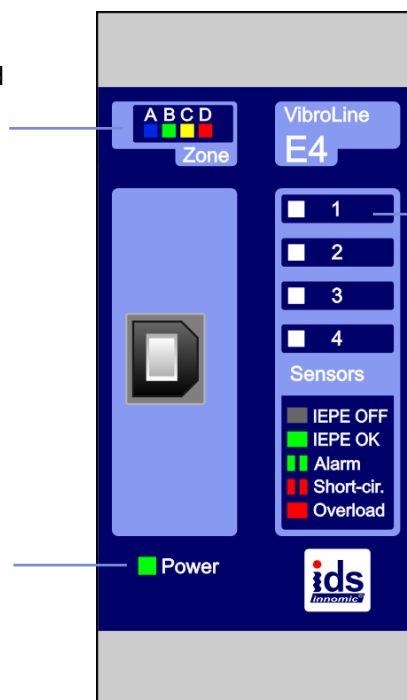 A B C D
Zone
VibroLine
E4
1
2
3
4
Sensors
IEPE OFF
IEPE OK
Alarm
Short-cir.
Overload
Power
ids
innomic®